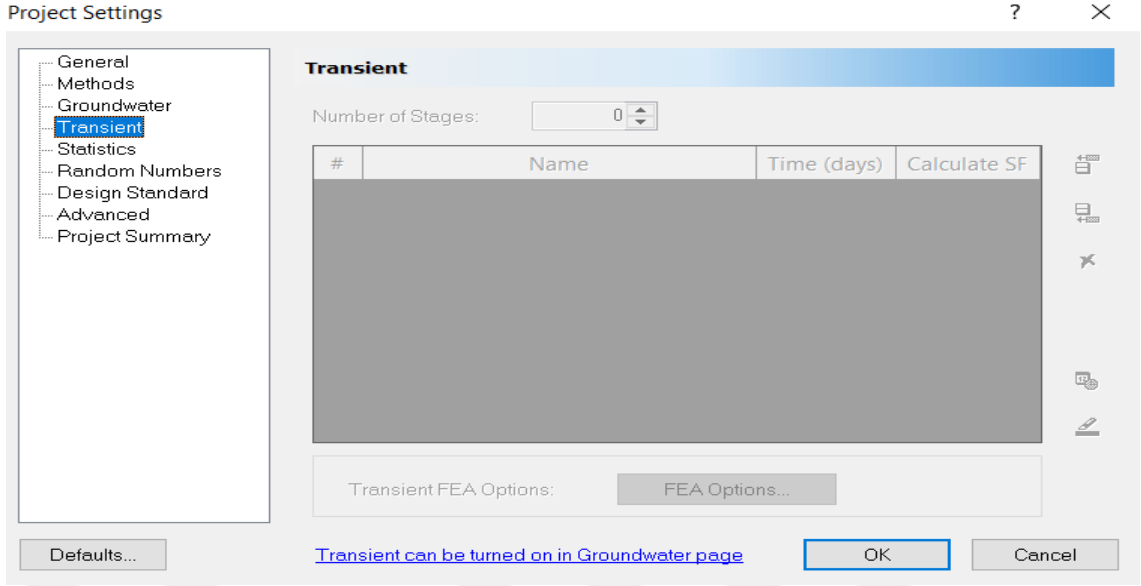 Project Settings
?
General
Methods
Groundwater
Transient
Statistics
Random Numbers
Design Standard
Advanced
Project Summary
Transient
Number of Stages: 0
# Name Time (days) Calculate SF
Transient FEA Options: FEA Options...
Defaults... Transient can be turned on in Groundwater page OK Cancel